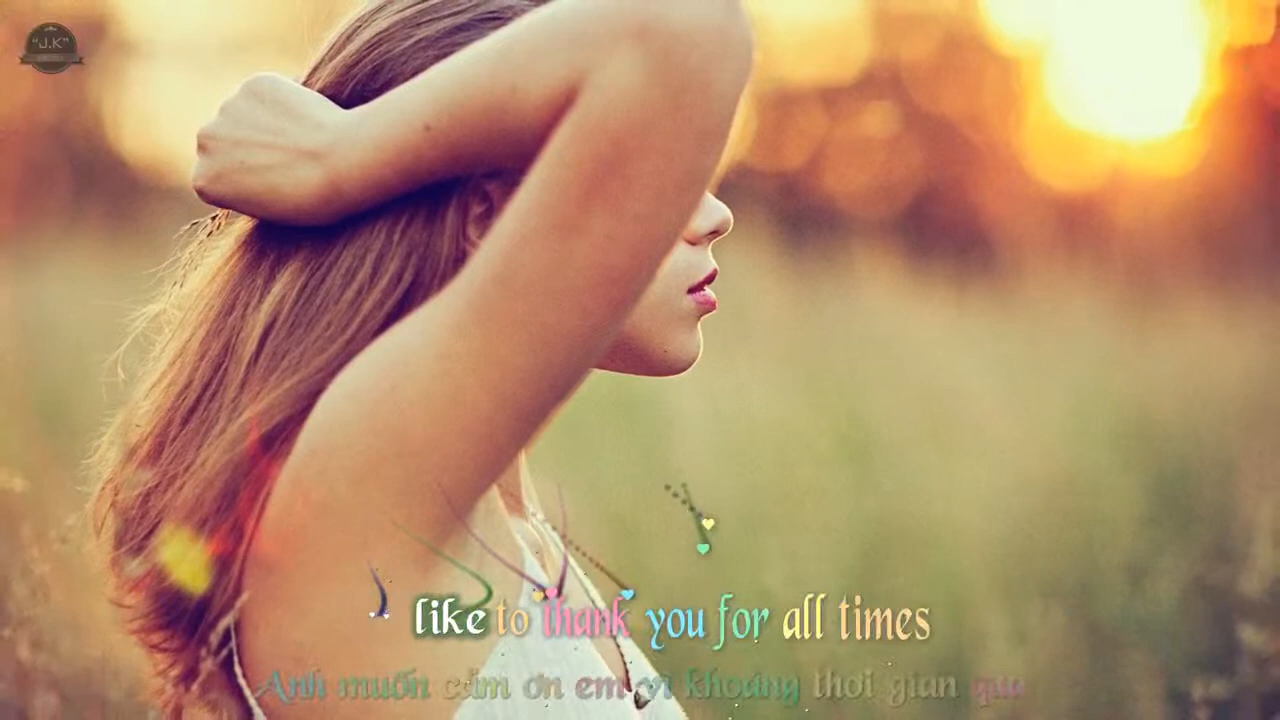 "J.K"
like to thank you for all times
Anh muốn cảm ơn em vì khoảng thời gian qua